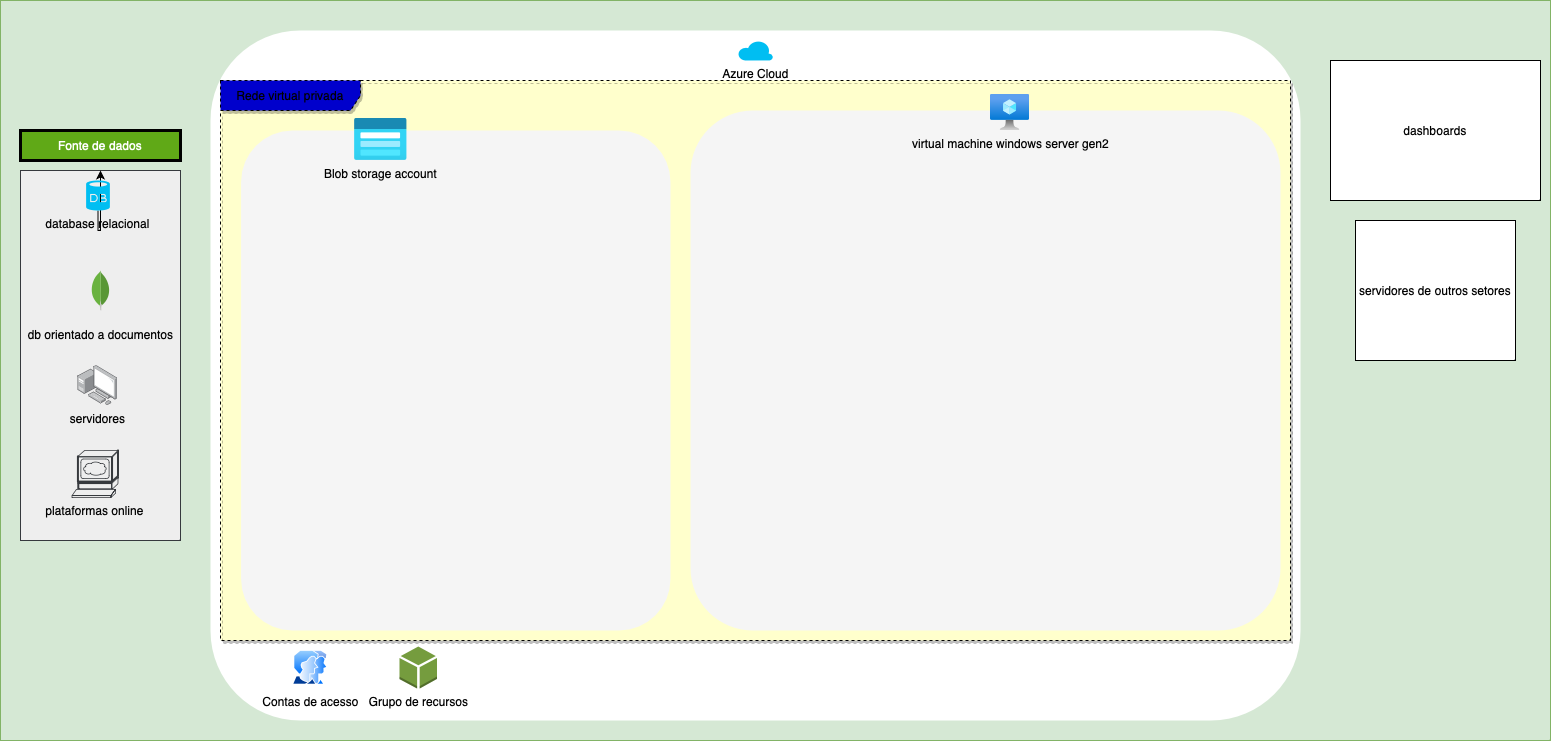 Azure Cloud
Rede virtual privada
Fonte de dados
DB
database relacional
db orientado a documentos
servidores
plataformas online
Blob storage account
virtual machine windows server gen2
dashboards
servidores de outros setores
Contas de acesso
Grupo de recursos